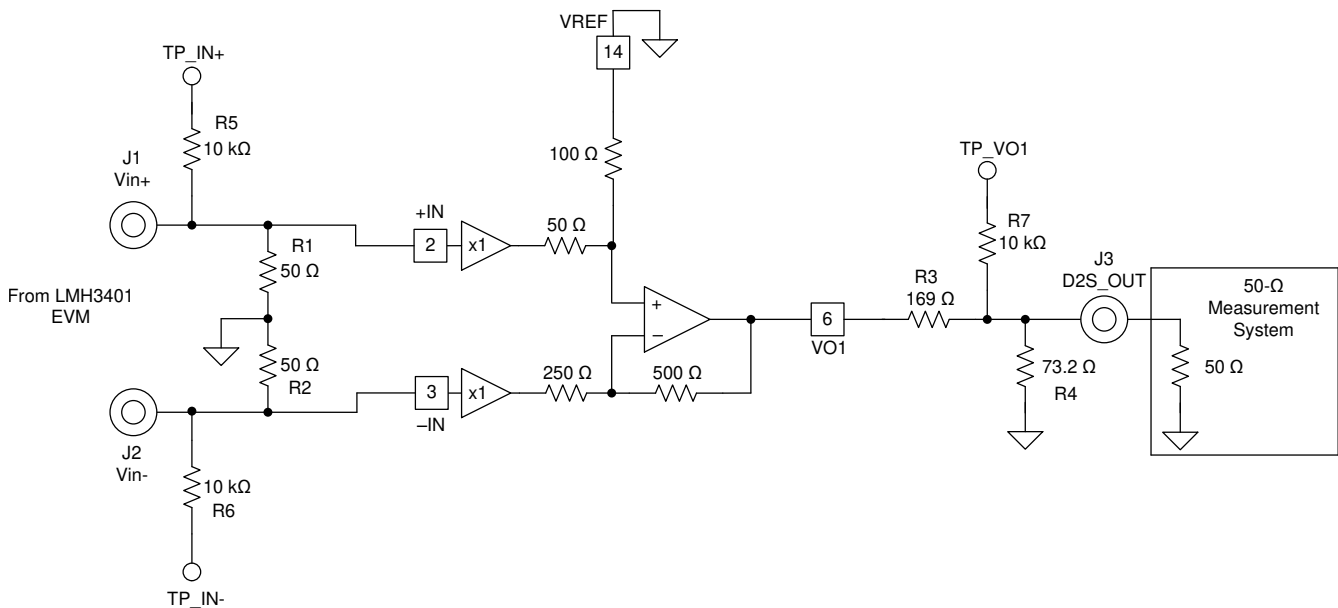 VREF
14
TP_IN+
R5
10 kΩ
J1
Vin+
100 Ω
TP_VO1
R7
10 kΩ
+IN
2
x1
50 Ω
R1
50 Ω
From LMH3401
EVM
+
−
R3
169 Ω
J3
D2S_OUT
50-Ω
Measurement
System
6
VO1
50 Ω
R2
73.2 Ω
R4
50 Ω
3
–IN
x1
250 Ω
500 Ω
J2
Vin-
10 kΩ
R6
TP_IN-